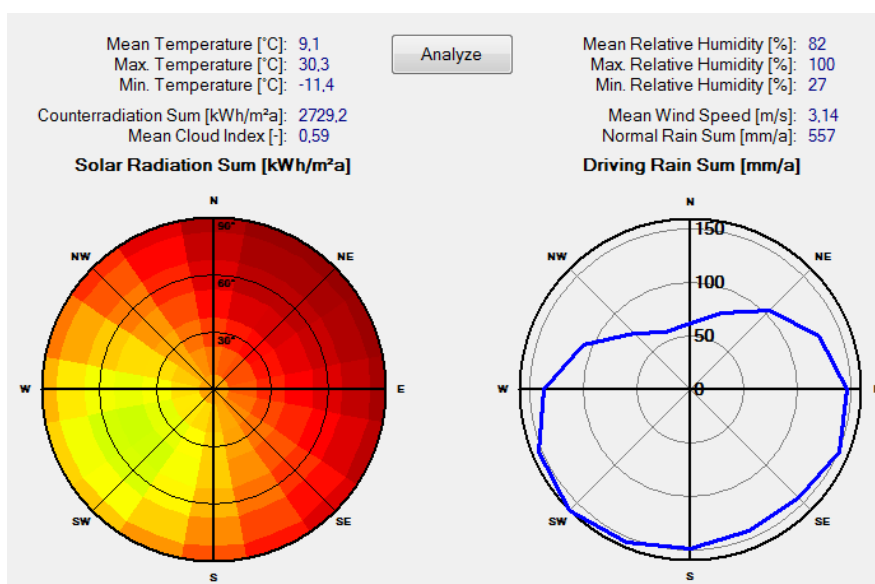 Mean Temperature [°C]: 9,1
Max. Temperature [°C]: 30,3
Min. Temperature [°C]: -11,4
Counterradiation Sum [kWh/m²a]: 2729,2
Mean Cloud Index [-]: 0,59
Analyze
Mean Relative Humidity [%]: 82
Max. Relative Humidity [%]: 100
Min. Relative Humidity [%]: 27
Mean Wind Speed [m/s]: 3,14
Normal Rain Sum [mm/a]: 557
Solar Radiation Sum [kWh/m²a]
N
90°
NW
NE
60°
30°
W
E
SW
SE
S
Driving Rain Sum [mm/a]
N
150
NW
NE
100
50
W
0
SW
SE
S